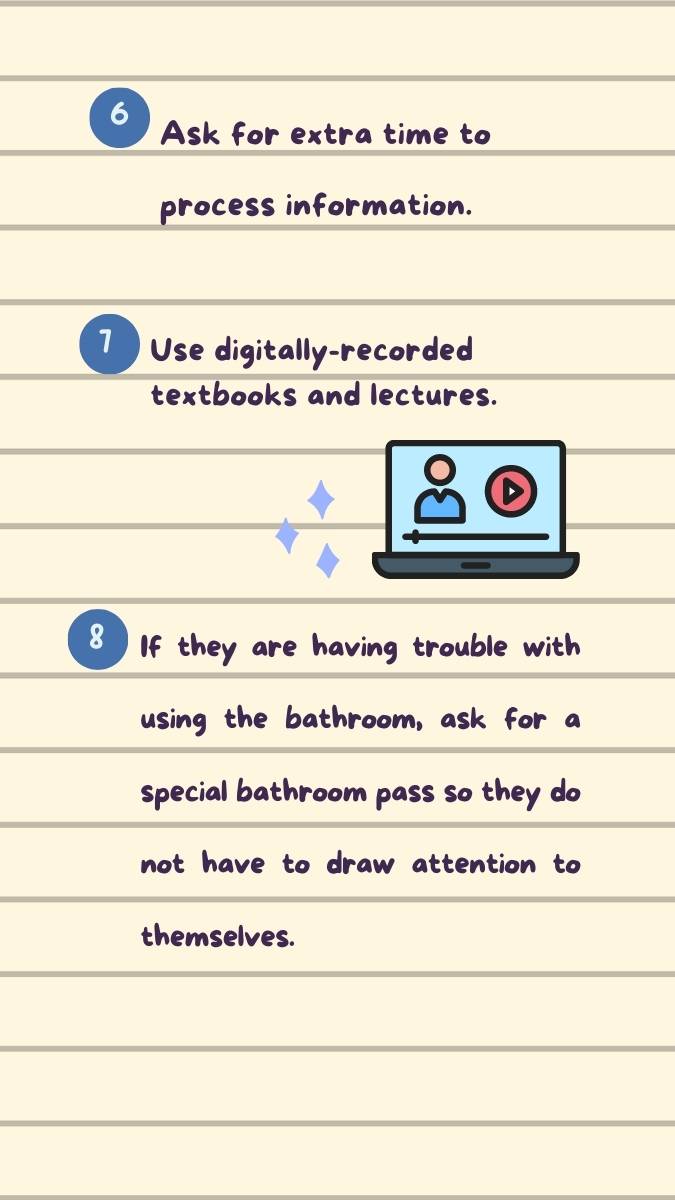 6
Ask for extra time to
process information.
7
Use digitally-recorded
textbooks and lectures.
8
If they are having trouble with
using the bathroom, ask for a
special bathroom pass so they do
not have to draw attention to
themselves.